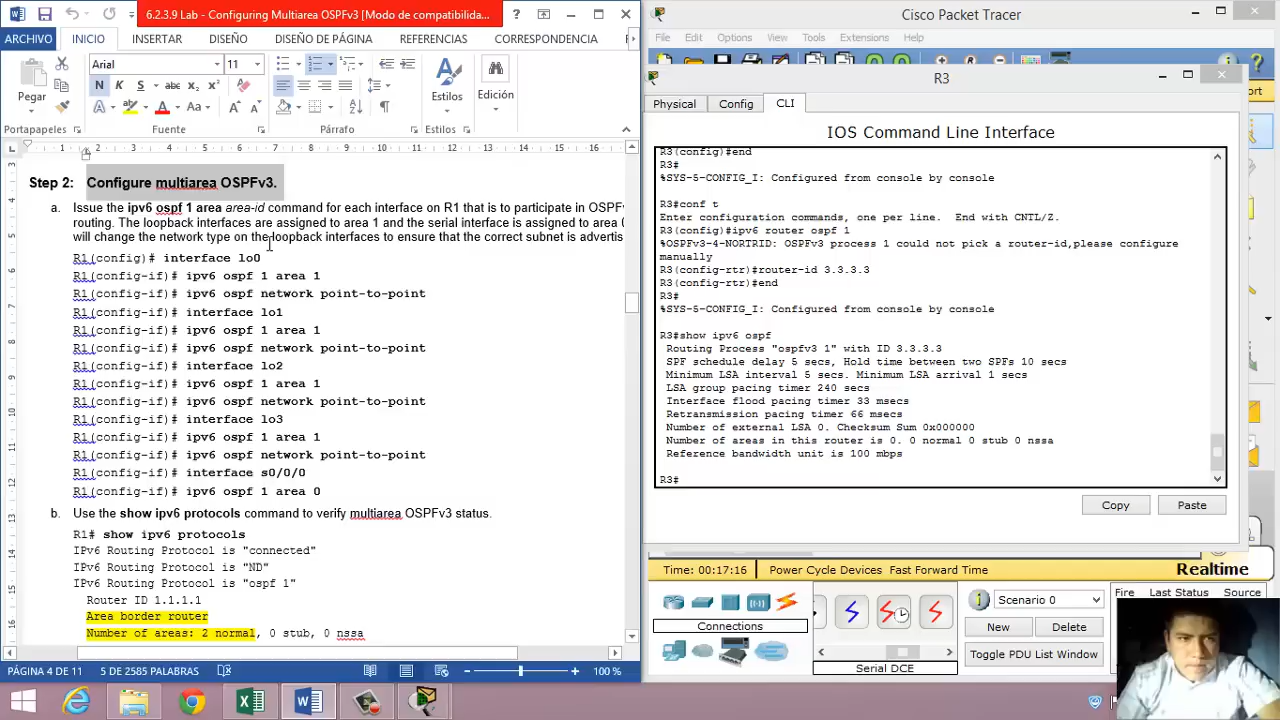 6.2.3.9 Lab - Configuring Multiarea OSPFv3 [Modo de compatibilida...
ARCHIVO INICIO INSERTAR DISEÑO DISEÑO DE PÁGINA REFERENCIAS CORRESPONDENCIA
Arial 11
Pegar
N K S abc x₂ x²
Aa A A
Estilos
Edición
Portapapeles Fuente Párrafo Estilos
1 2 3 4 5 6 7 8 9 10 11 12 13 14 15 16
Step 2: Configure multiarea OSPFv3.
a. Issue the ipv6 ospf 1 area area-id command for each interface on R1 that is to participate in OSPF
routing. The loopback interfaces are assigned to area 1 and the serial interface is assigned to area
will change the network type on the loopback interfaces to ensure that the correct subnet is advertis
R1(config)# interface lo0
R1(config-if)# ipv6 ospf 1 area 1
R1(config-if)# ipv6 ospf network point-to-point
R1(config-if)# interface lo1
R1(config-if)# ipv6 ospf 1 area 1
R1(config-if)# ipv6 ospf network point-to-point
R1(config-if)# interface lo2
R1(config-if)# ipv6 ospf 1 area 1
R1(config-if)# ipv6 ospf network point-to-point
R1(config-if)# interface lo3
R1(config-if)# ipv6 ospf 1 area 1
R1(config-if)# ipv6 ospf network point-to-point
R1(config-if)# interface s0/0/0
R1(config-if)# ipv6 ospf 1 area 0
b. Use the show ipv6 protocols command to verify multiarea OSPFv3 status.
R1# show ipv6 protocols
IPv6 Routing Protocol is "connected"
IPv6 Routing Protocol is "ND"
IPv6 Routing Protocol is "ospf 1"
Router ID 1.1.1.1
Area border router
Number of areas: 2 normal, 0 stub, 0 nssa
PÁGINA 4 DE 11 5 DE 2585 PALABRAS 100 %
Cisco Packet Tracer
File Edit Options View Tools Extensions Help
R3
Physical Config CLI
IOS Command Line Interface
R3(config)#end
R3#
%SYS-5-CONFIG_I: Configured from console by console
R3#conf t
Enter configuration commands, one per line. End with CNTL/Z.
R3(config)#ipv6 router ospf 1
%OSPFv3-4-NORTRID: OSPFv3 process 1 could not pick a router-id,please configure
manually
R3(config-rtr)#router-id 3.3.3.3
R3(config-rtr)#end
R3#
%SYS-5-CONFIG_I: Configured from console by console
R3#show ipv6 ospf
Routing Process "ospfv3 1" with ID 3.3.3.3
SPF schedule delay 5 secs, Hold time between two SPFs 10 secs
Minimum LSA interval 5 secs. Minimum LSA arrival 1 secs
LSA group pacing timer 240 secs
Interface flood pacing timer 33 msecs
Retransmission pacing timer 66 msecs
Number of external LSA 0. Checksum Sum 0x000000
Number of areas in this router is 0. 0 normal 0 stub 0 nssa
Reference bandwidth unit is 100 mbps
R3#
Copy Paste
Time: 00:17:16 Power Cycle Devices Fast Forward Time Realtime
Connections
Serial DCE
Scenario 0
New Delete
Toggle PDU List Window
Fire Last Status Source